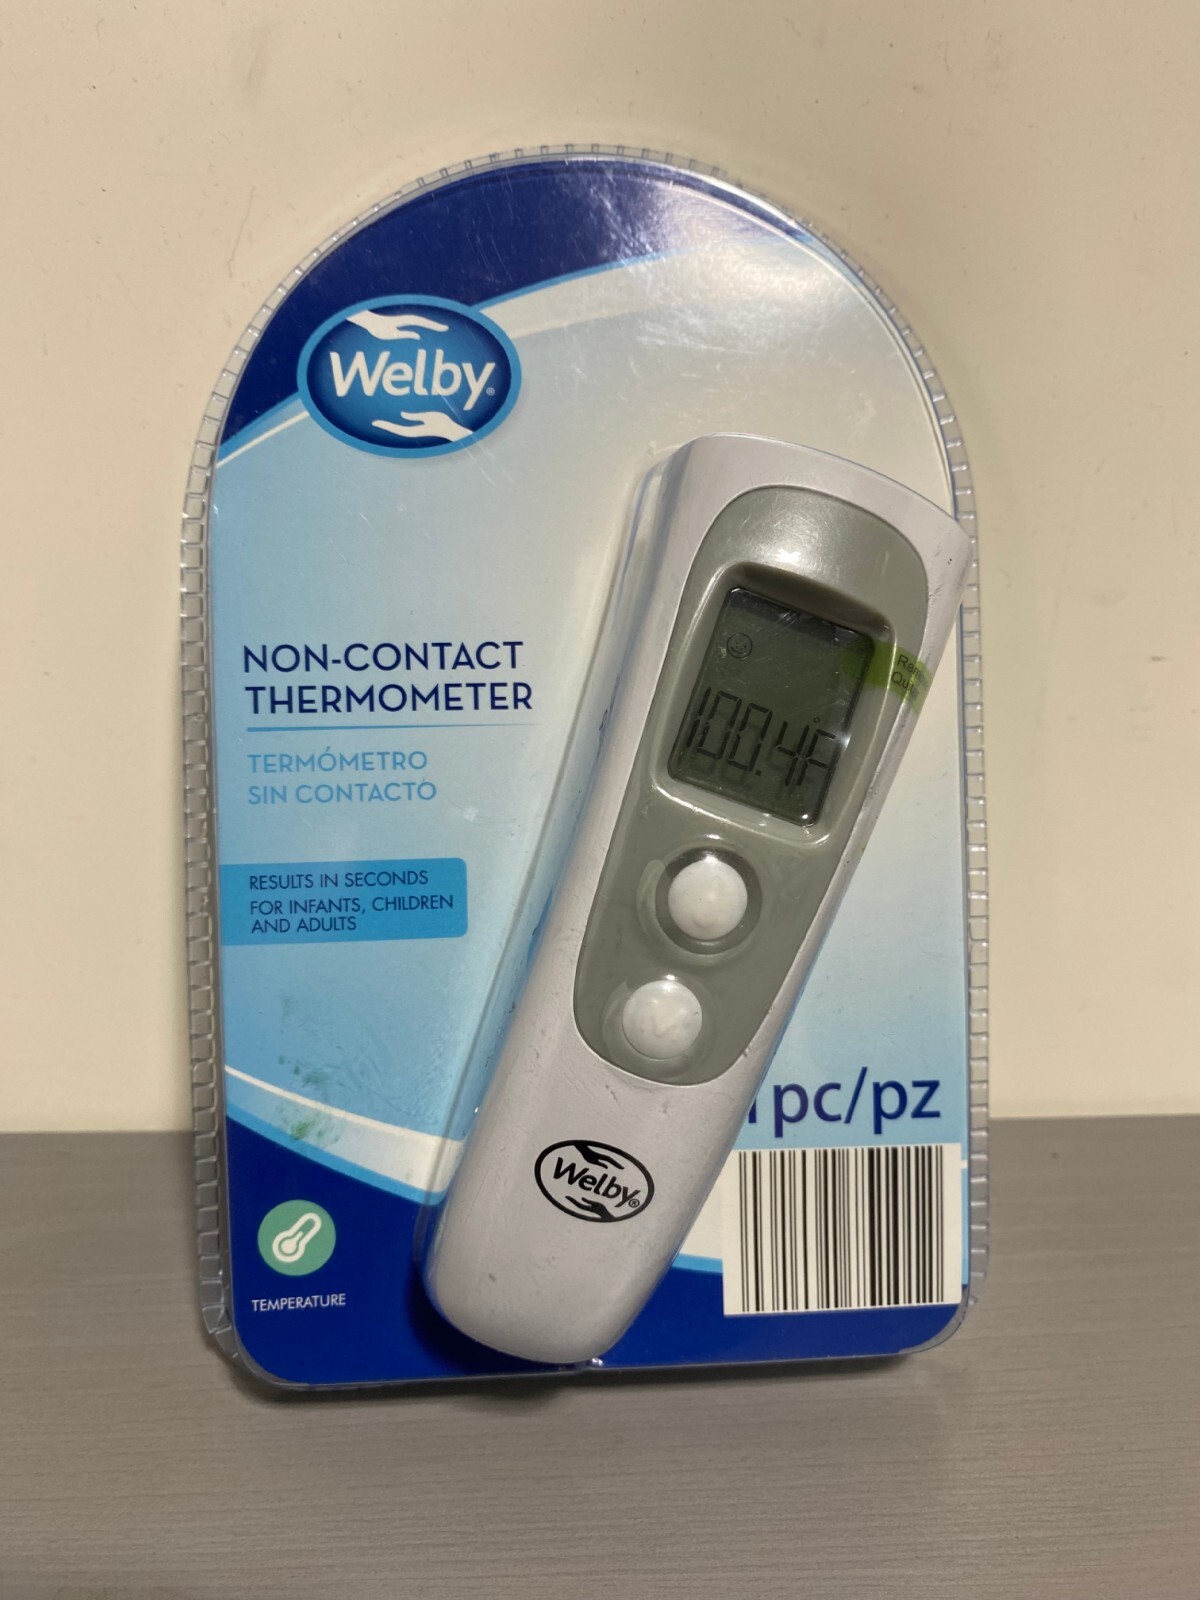 Welby®
NON-CONTACT
THERMOMETER
TERMÓMETRO
SIN CONTACTO
RESULTS IN SECONDS
FOR INFANTS, CHILDREN
AND ADULTS
100.4°F
Welby®
pc/pz
TEMPERATURE